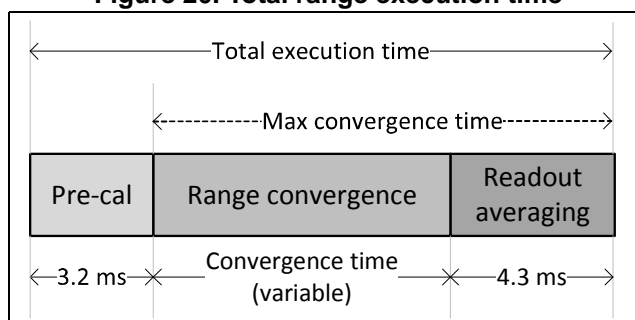 Figure 20. Total range execution time
Total execution time
Max convergence time
Pre-cal
Range convergence
Readout
averaging
3.2 ms
Convergence time
(variable)
4.3 ms